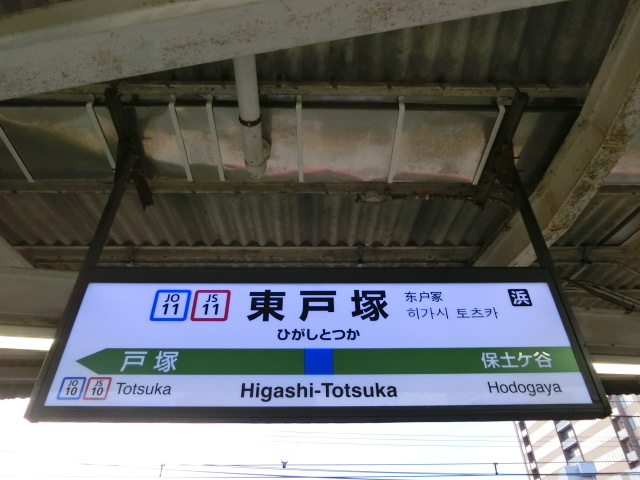 JO 11 JS 11 東戸塚 东户冢 浜
히가시 토츠카
ひがしとつか
戸塚 保土ケ谷
JO 10 JS 10 Totsuka Higashi-Totsuka Hodogaya